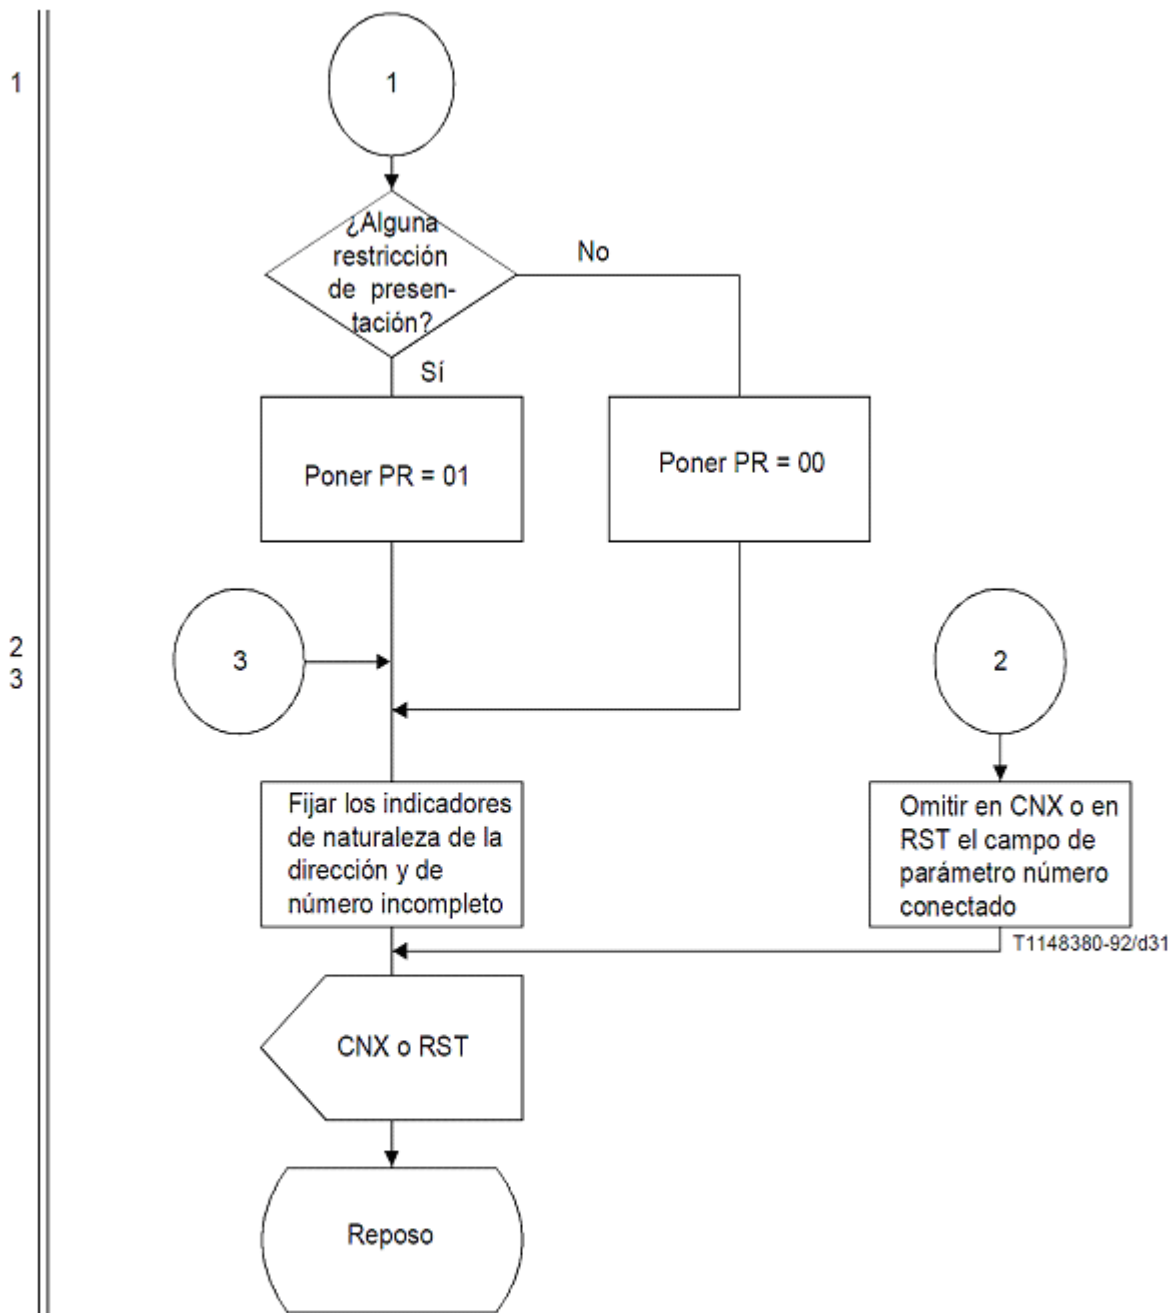 1
1
¿Alguna
restricción
de presen-
tación?
No
Sí
Poner PR = 01
Poner PR = 00
2
3
3
2
Fijar los indicadores
de naturaleza de la
dirección y de
número incompleto
Omitir en CNX o en
RST el campo de
parámetro número
conectado
T1148380-92/d31
CNX o RST
Reposo